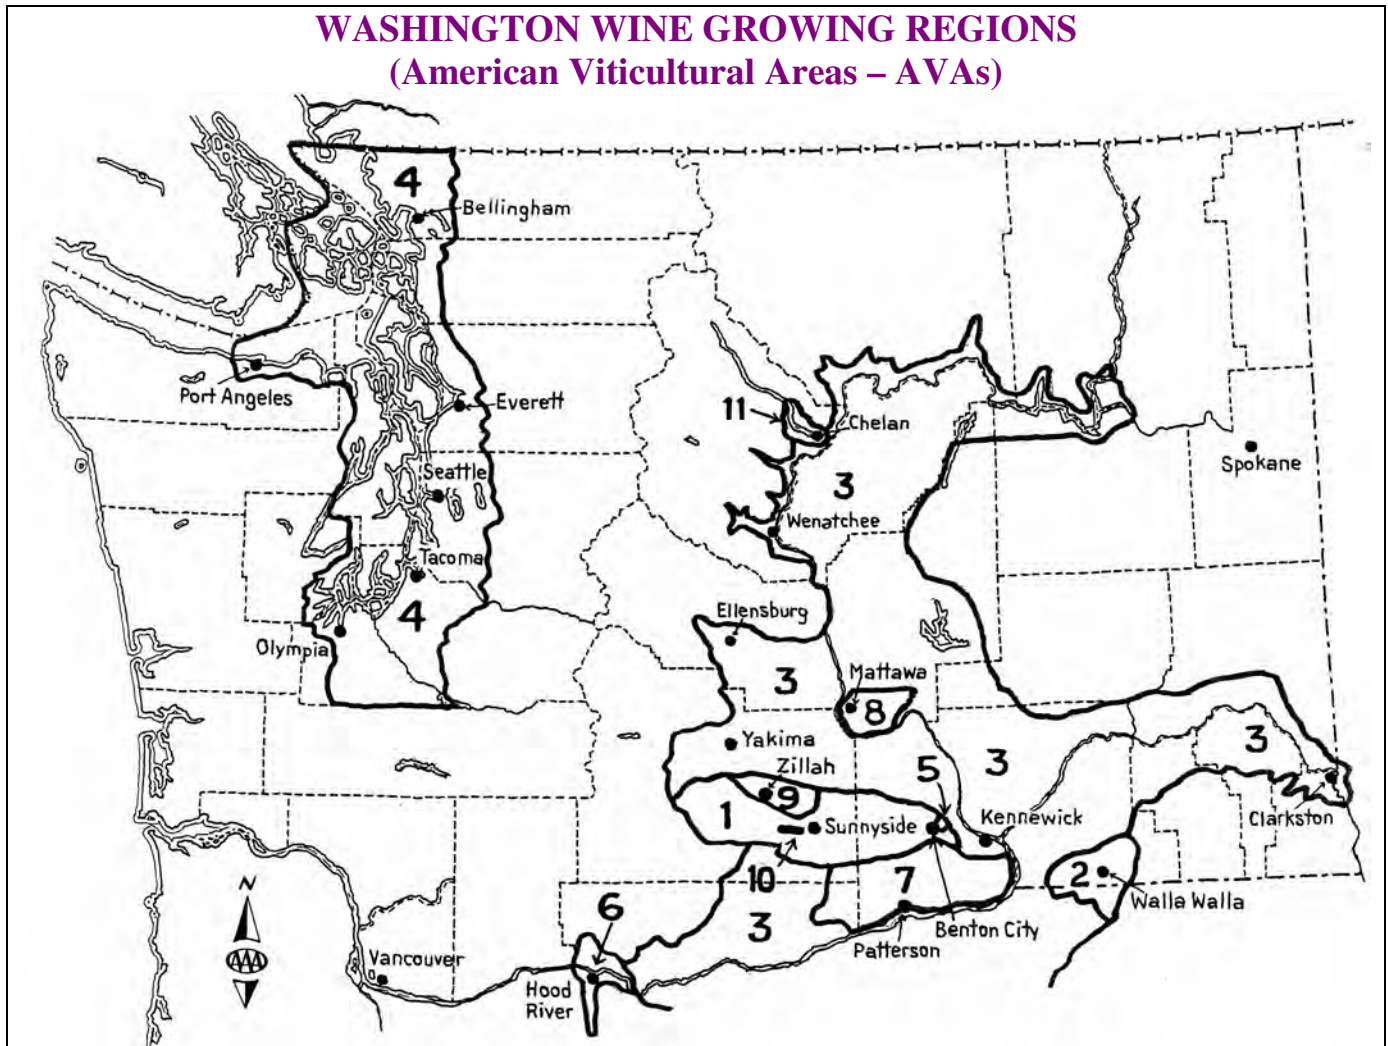 WASHINGTON WINE GROWING REGIONS
(American Viticultural Areas – AVAs)
4
Bellingham
Port Angeles
Everett
11
Chelan
Seattle
3
Spokane
Wenatchee
Tacoma
4
Ellensburg
Olympia
3
Mattawa
8
Yakima
Zillah
5
3
3
9
1
Sunnyside
Kennewick
Clarkston
10
7
2
6
3
Walla Walla
N
Vancouver
Patterson
Benton City
Hood
River